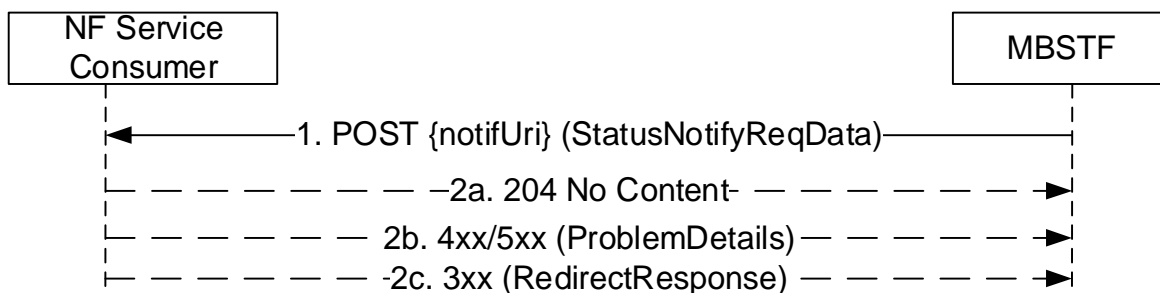 NF Service
Consumer
MBSTF
1. POST {notifUri} (StatusNotifyReqData)
2a. 204 No Content
2b. 4xx/5xx (ProblemDetails)
2c. 3xx (RedirectResponse)